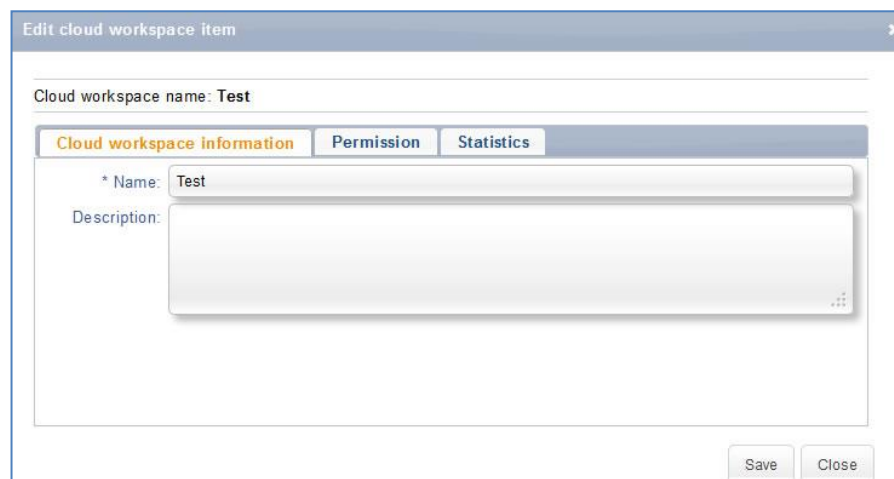 Edit cloud workspace item
Cloud workspace name: Test
Cloud workspace information Permission Statistics
* Name: Test
Description:
Save Close